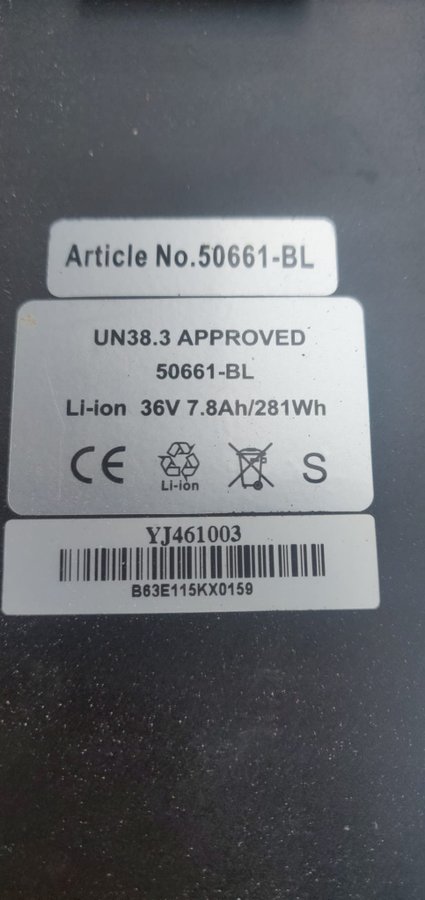 Article No.50661-BL
UN38.3 APPROVED
50661-BL
Li-ion 36V 7.8Ah/281Wh
CE
Li-ion
S
YJ461003
B63E115KX0159